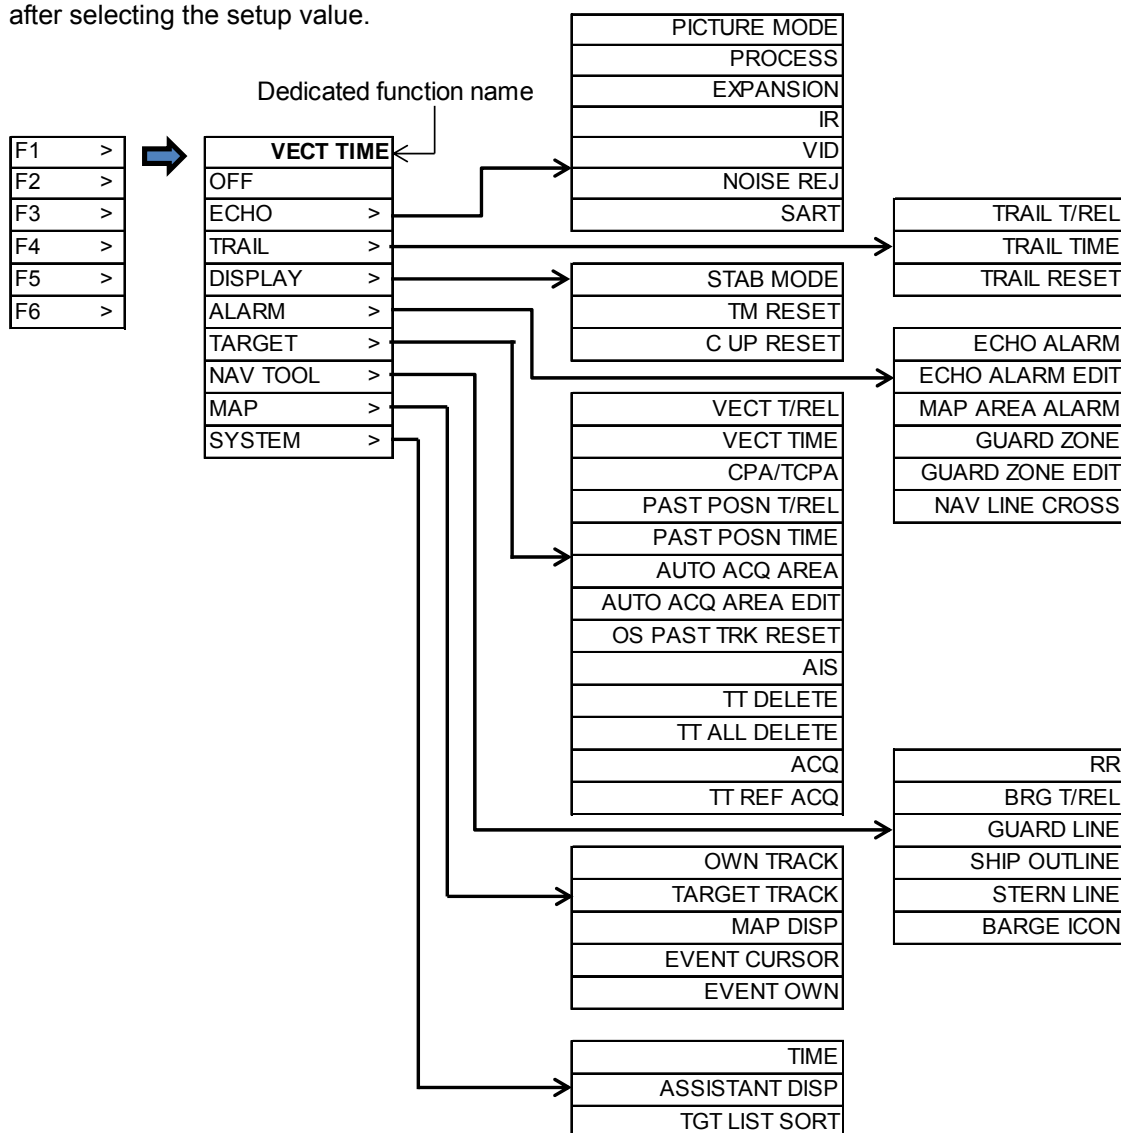 after selecting the setup value.
Dedicated function name
F1 >
F2 >
F3 >
F4 >
F5 >
F6 >
VECT TIME
OFF
ECHO >
TRAIL >
DISPLAY >
ALARM >
TARGET >
NAV TOOL >
MAP >
SYSTEM >
PICTURE MODE
PROCESS
EXPANSION
IR
VID
NOISE REJ
SART
TRAIL T/REL
TRAIL TIME
TRAIL RESET
STAB MODE
TM RESET
C UP RESET
ECHO ALARM
ECHO ALARM EDIT
MAP AREA ALARM
GUARD ZONE
GUARD ZONE EDIT
NAV LINE CROSS
VECT T/REL
VECT TIME
CPA/TCPA
PAST POSN T/REL
PAST POSN TIME
AUTO ACQ AREA
AUTO ACQ AREA EDIT
OS PAST TRK RESET
AIS
TT DELETE
TT ALL DELETE
ACQ
TT REF ACQ
RR
BRG T/REL
GUARD LINE
SHIP OUTLINE
STERN LINE
BARGE ICON
OWN TRACK
TARGET TRACK
MAP DISP
EVENT CURSOR
EVENT OWN
TIME
ASSISTANT DISP
TGT LIST SORT